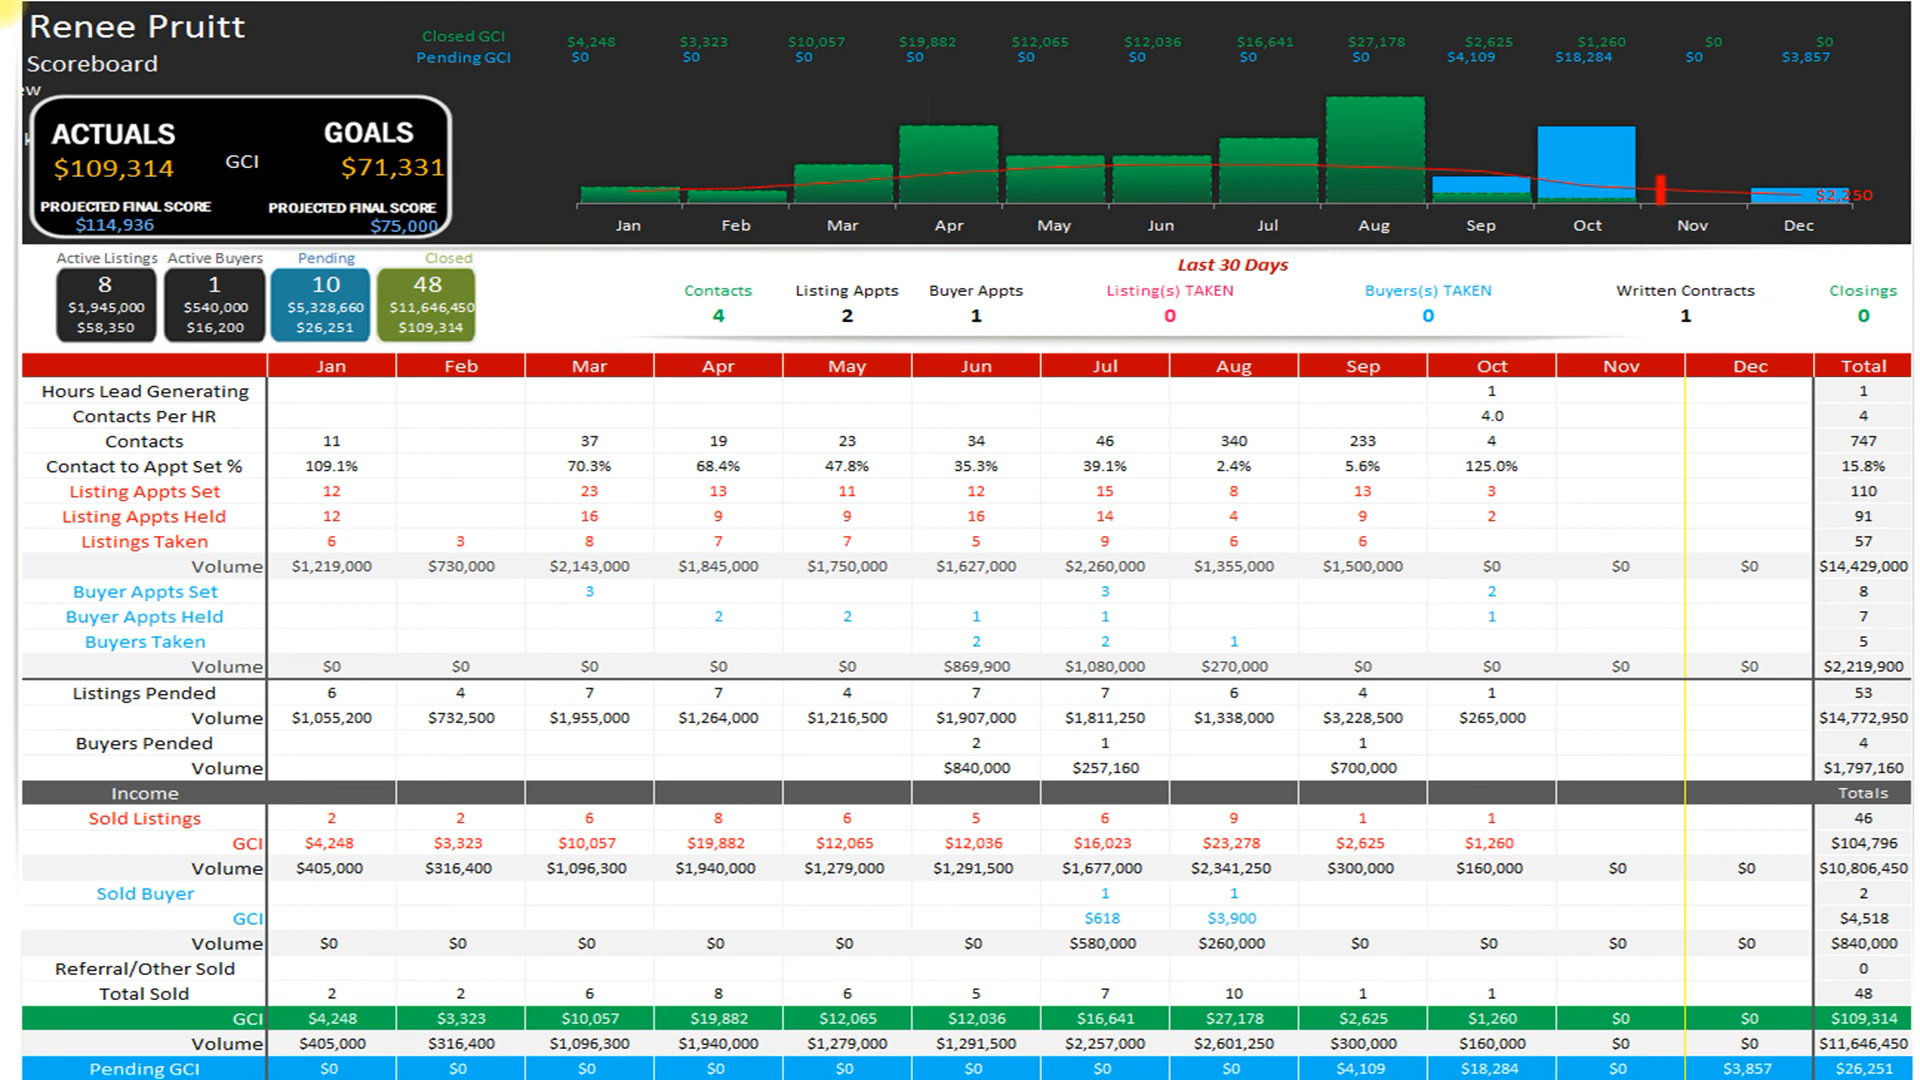 Renee Pruitt
Scoreboard
ew
Closed GCI $4,248 $3,323 $10,057 $19,882 $12,065 $12,036 $16,641 $27,178 $2,625 $1,260 $0 $0
Pending GCI $0 $0 $0 $0 $0 $0 $0 $0 $4,109 $18,284 $0 $3,857
ACTUALS GOALS
$109,314 GCI $71,331
PROJECTED FINAL SCORE PROJECTED FINAL SCORE
$114,936 $75,000
$2,250
Jan Feb Mar Apr May Jun Jul Aug Sep Oct Nov Dec
Active Listings Active Buyers Pending Closed
8 1 10 48
$1,945,000 $540,000 $5,328,660 $11,646,450
$58,350 $16,200 $26,251 $109,314
Last 30 Days
Contacts Listing Appts Buyer Appts Listing(s) TAKEN Buyers(s) TAKEN Written Contracts Closings
4 2 1 0 0 1 0
Jan Feb Mar Apr May Jun Jul Aug Sep Oct Nov Dec Total
Hours Lead Generating 1 1
Contacts Per HR 4.0 4
Contacts 11 37 19 23 34 46 340 233 4 747
Contact to Appt Set % 109.1% 70.3% 68.4% 47.8% 35.3% 39.1% 2.4% 5.6% 125.0% 15.8%
Listing Appts Set 12 23 13 11 12 15 8 13 3 110
Listing Appts Held 12 16 9 9 16 14 4 9 2 91
Listings Taken 6 3 8 7 7 5 9 6 6 57
Volume $1,219,000 $730,000 $2,143,000 $1,845,000 $1,750,000 $1,627,000 $2,260,000 $1,355,000 $1,500,000 $0 $0 $0 $14,429,000
Buyer Appts Set 3 3 2 8
Buyer Appts Held 2 2 1 1 1 7
Buyers Taken 2 2 1 5
Volume $0 $0 $0 $0 $0 $869,900 $1,080,000 $270,000 $0 $0 $0 $0 $2,219,900
Listings Pended 6 4 7 7 4 7 7 6 4 1 53
Volume $1,055,200 $732,500 $1,955,000 $1,264,000 $1,216,500 $1,907,000 $1,811,250 $1,338,000 $3,228,500 $265,000 $14,772,950
Buyers Pended 2 1 1 4
Volume $840,000 $257,160 $700,000 $1,797,160
Income Totals
Sold Listings 2 2 6 8 6 5 6 9 1 1 46
GCI $4,248 $3,323 $10,057 $19,882 $12,065 $12,036 $16,023 $23,278 $2,625 $1,260 $104,796
Volume $405,000 $316,400 $1,096,300 $1,940,000 $1,279,000 $1,291,500 $1,677,000 $2,341,250 $300,000 $160,000 $0 $0 $10,806,450
Sold Buyer 1 1 2
GCI $618 $3,900 $4,518
Volume $0 $0 $0 $0 $0 $0 $580,000 $260,000 $0 $0 $0 $0 $840,000
Referral/Other Sold 0
Total Sold 2 2 6 8 6 5 7 10 1 1 48
GCI $4,248 $3,323 $10,057 $19,882 $12,065 $12,036 $16,641 $27,178 $2,625 $1,260 $0 $0 $109,314
Volume $405,000 $316,400 $1,096,300 $1,940,000 $1,279,000 $1,291,500 $2,257,000 $2,601,250 $300,000 $160,000 $0 $0 $11,646,450
Pending GCI $0 $0 $0 $0 $0 $0 $0 $0 $4,109 $18,284 $0 $3,857 $26,251